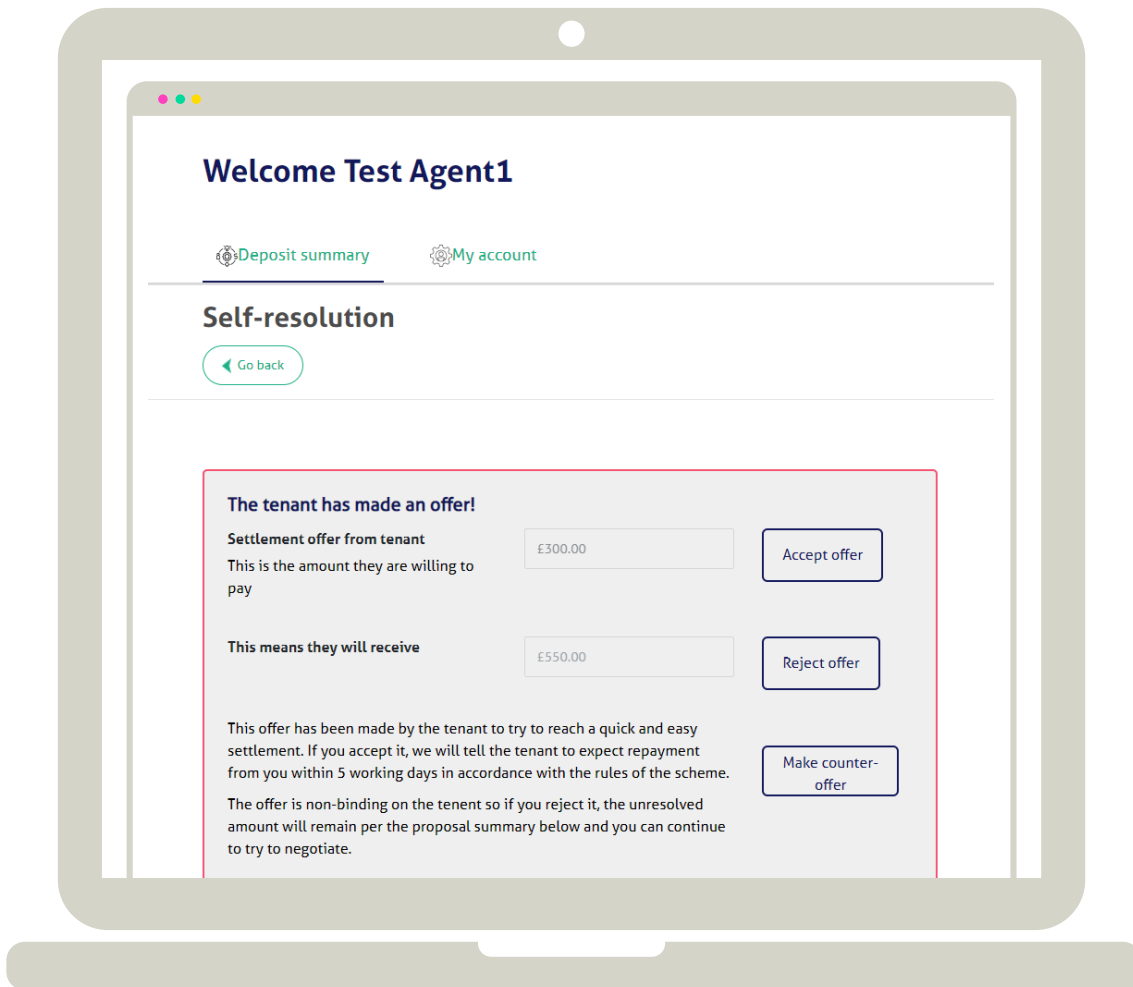 Welcome Test Agent1
Deposit summary
My account
Self-resolution
Go back
The tenant has made an offer!
Settlement offer from tenant
This is the amount they are willing to
pay
£300.00
Accept offer
This means they will receive
£550.00
Reject offer
This offer has been made by the tenant to try to reach a quick and easy
settlement. If you accept it, we will tell the tenant to expect repayment
from you within 5 working days in accordance with the rules of the scheme.
Make counter-
offer
The offer is non-binding on the tenent so if you reject it, the unresolved
amount will remain per the proposal summary below and you can continue
to try to negotiate.